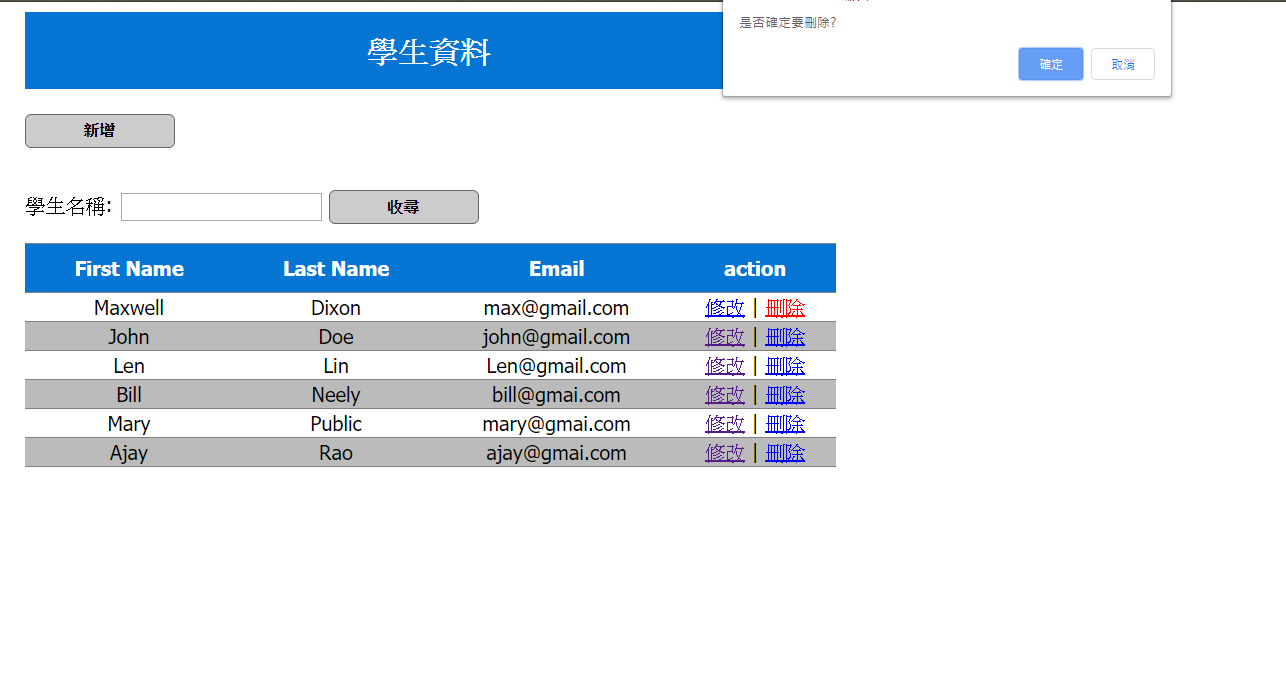 是否確定要刪除?
確定 取消
學生資料
新增
學生名稱: 收尋
First Name Last Name Email action
Maxwell Dixon max@gmail.com 修改 | 刪除
John Doe john@gmail.com 修改 | 刪除
Len Lin Len@gmail.com 修改 | 刪除
Bill Neely bill@gmai.com 修改 | 刪除
Mary Public mary@gmai.com 修改 | 刪除
Ajay Rao ajay@gmai.com 修改 | 刪除